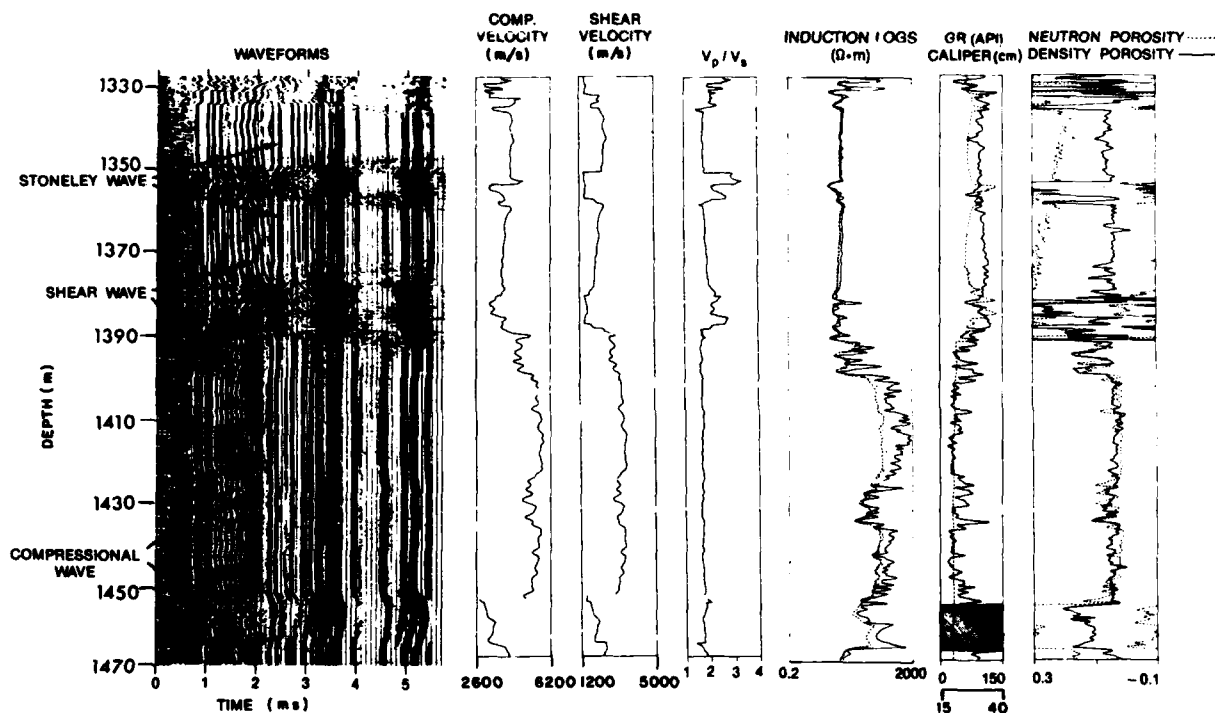 WAVEFORMS
COMP.
VELOCITY
(m/s)
SHEAR
VELOCITY
(m/s)
Vp / Vs
INDUCTION LOGS
(Ω•m)
GR (API)
CALIPER (cm)
NEUTRON POROSITY
DENSITY POROSITY
1330
1350
STONELEY WAVE
1370
SHEAR WAVE
1390
DEPTH (m)
1410
1430
COMPRESSIONAL
WAVE
1450
1470
0 1 2 3 4 5
TIME (ms)
2600 6200
1200 5000
1 2 3 4
0.2 2000
0 150
15 40
0.3 -0.1